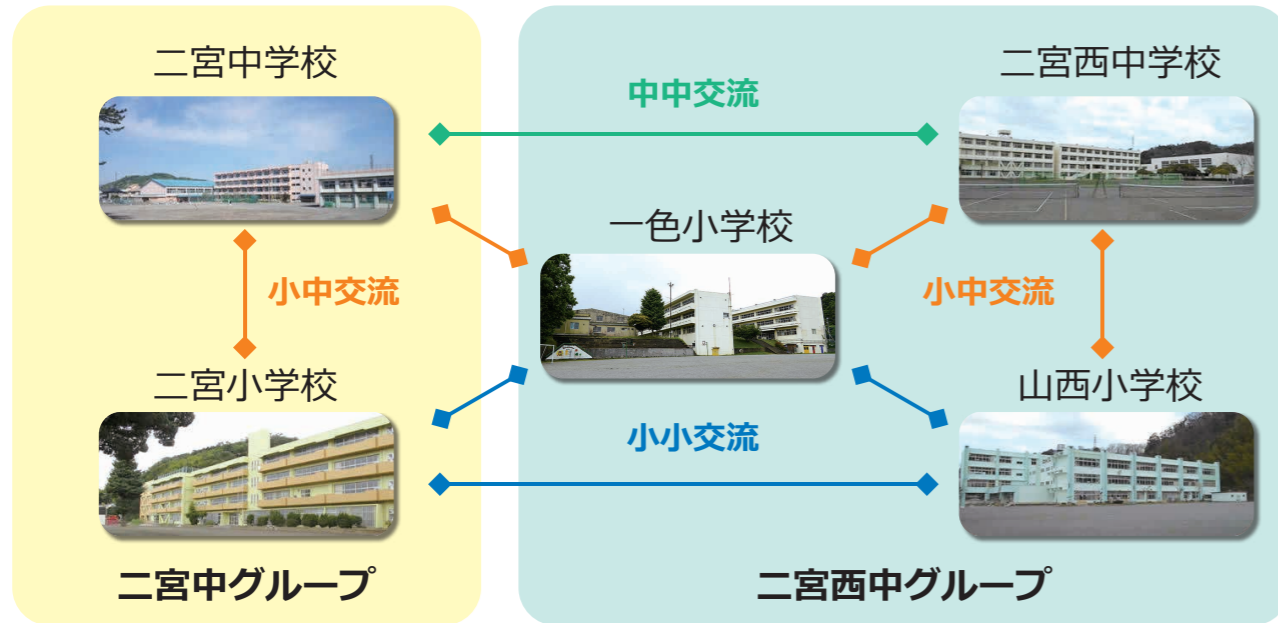 二宮中学校
二宮西中学校
中中交流
一色小学校
小中交流
小中交流
二宮小学校
山西小学校
小小交流
二宮中グループ
二宮西中グループ